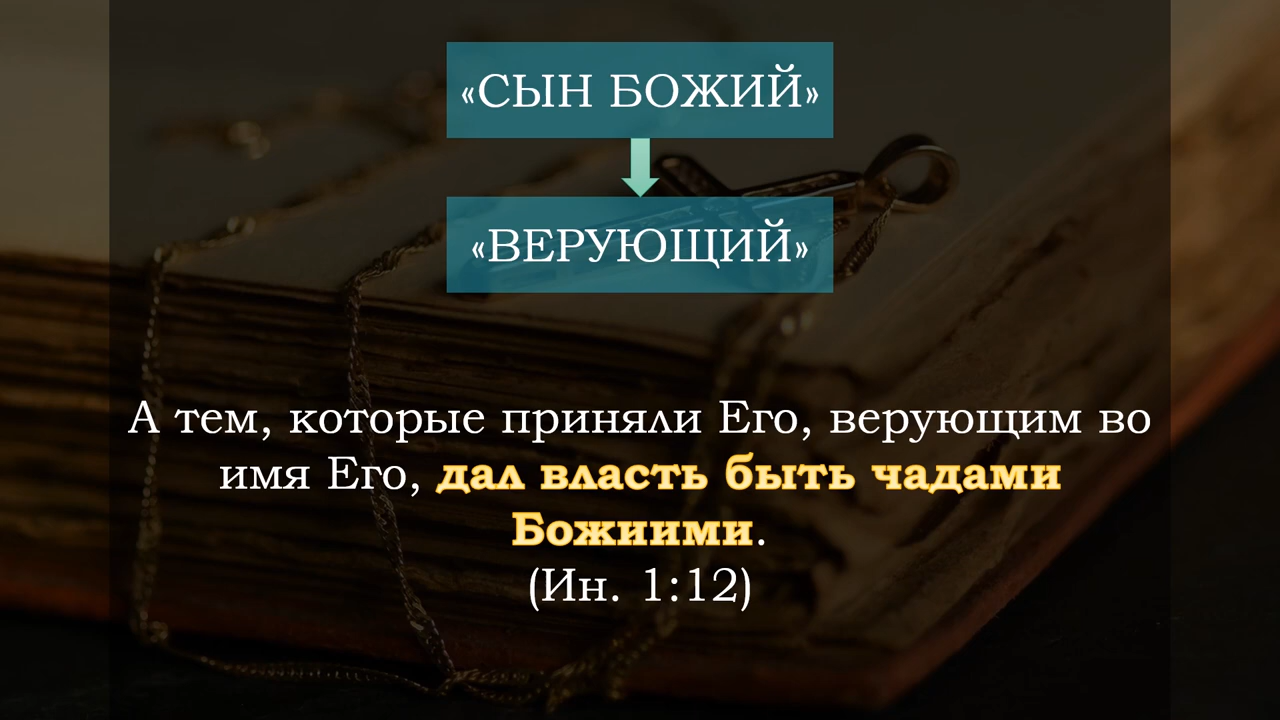 «СЫН БОЖИЙ»
«ВЕРУЮЩИЙ»
А тем, которые приняли Его, верующим во
имя Его, дал власть быть чадами
Божиими.
(Ин. 1:12)